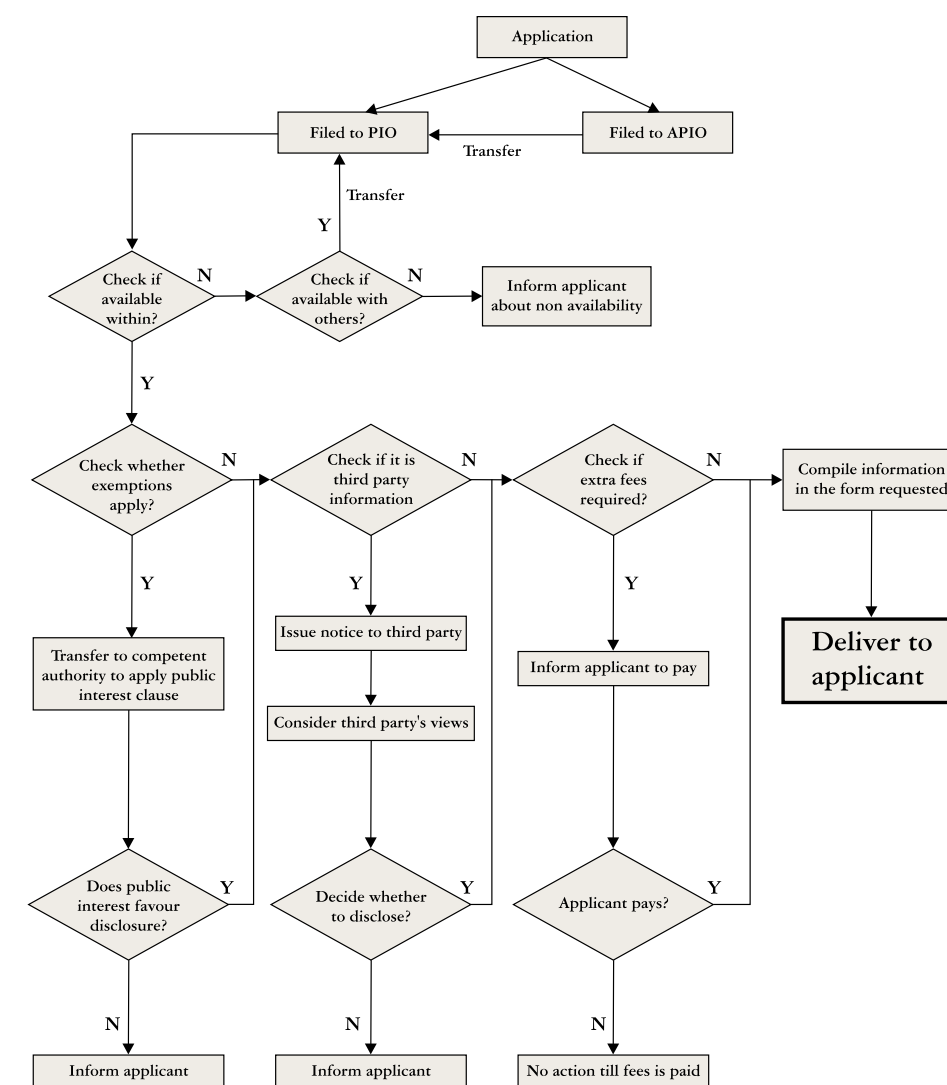 Application
Filed to PIO
Filed to APIO
Transfer
Transfer
Y
Check if
available
within?
N
Check if
available with
others?
N
Inform applicant
about non availability
Y
Check whether
exemptions
apply?
N
Check if it is
third party
information
N
Check if
extra fees
required?
N
Compile information
in the form requested
Y
Y
Y
Issue notice to third party
Transfer to competent
authority to apply public
interest clause
Inform applicant to pay
Deliver to
applicant
Consider third party's views
Does public
interest favour
disclosure?
Y
Decide whether
to disclose?
Y
Applicant pays?
Y
N
N
N
Inform applicant
Inform applicant
No action till fees is paid